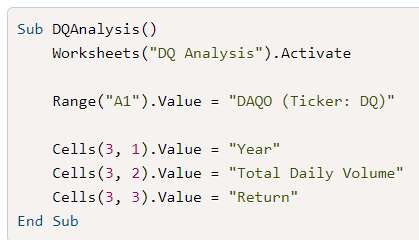 Sub DQAnalysis()
    Worksheets("DQ Analysis").Activate
    Range("A1").Value = "DAQO (Ticker: DQ)"
    Cells(3, 1).Value = "Year"
    Cells(3, 2).Value = "Total Daily Volume"
    Cells(3, 3).Value = "Return"
End Sub